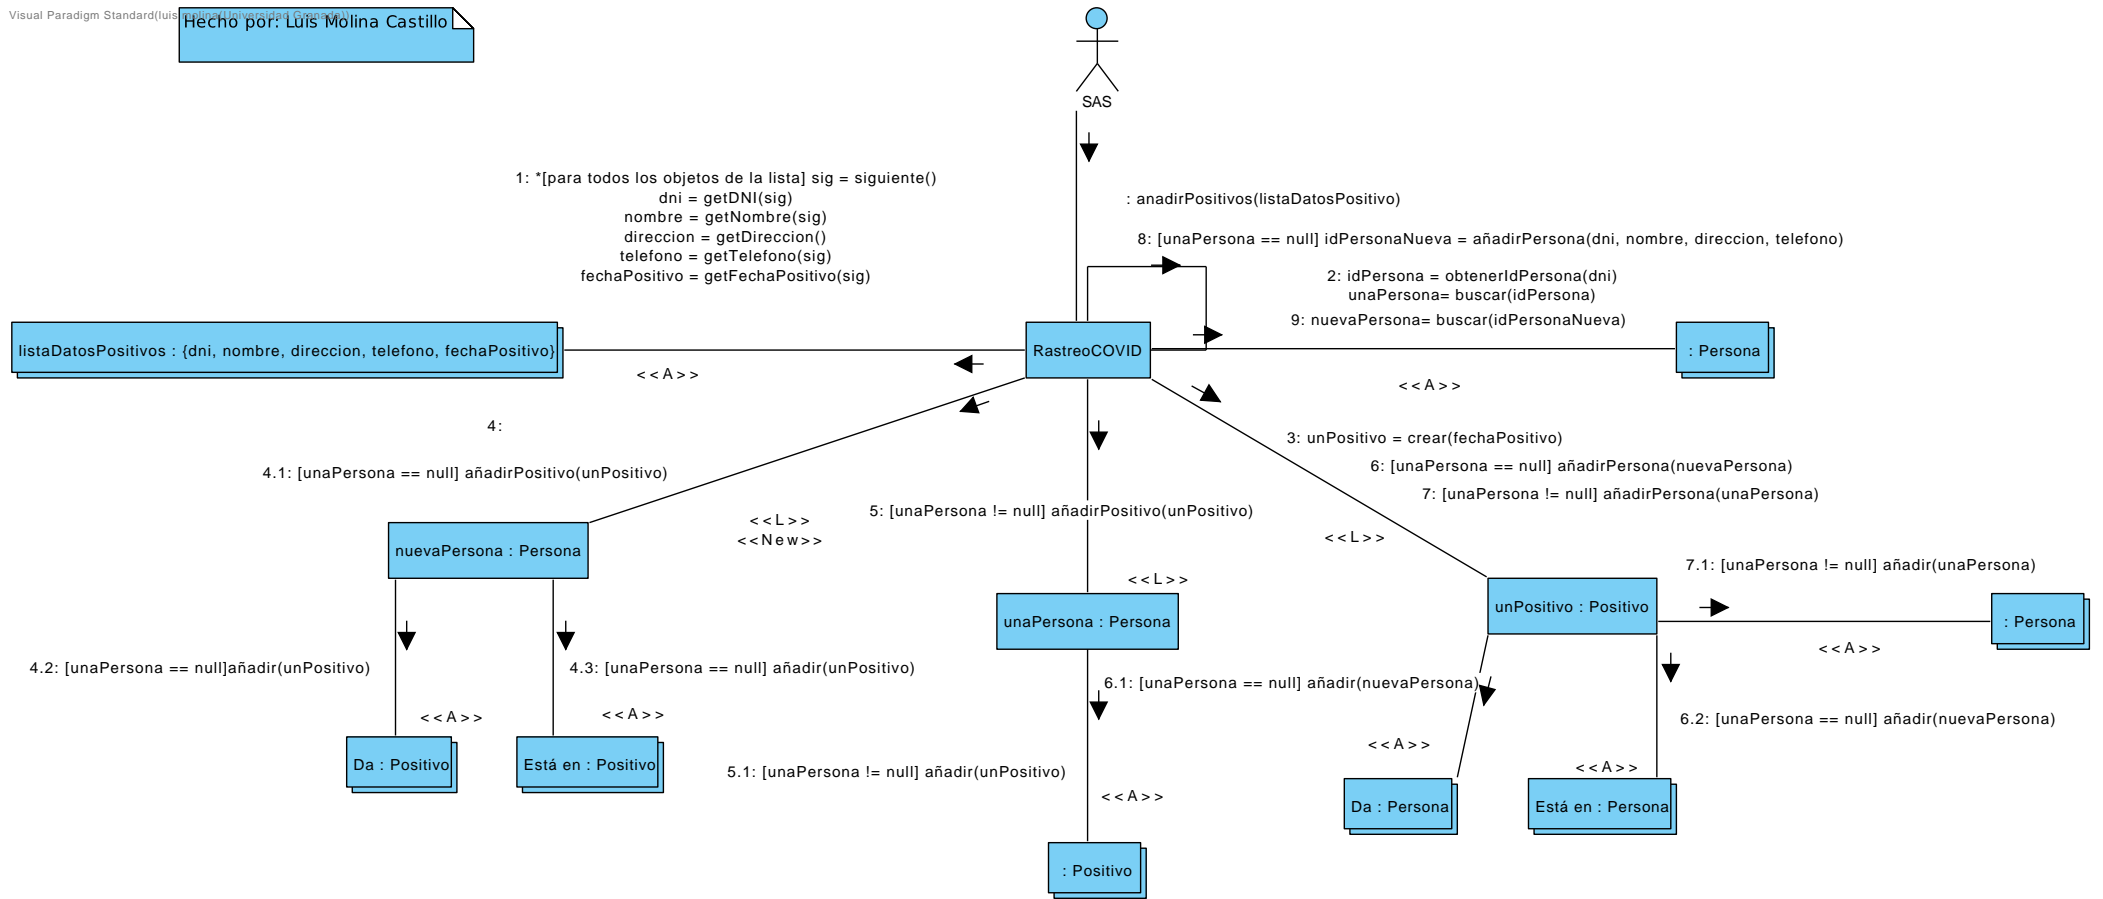 Visual Paradigm Standard(luis molina(Universidad Granada))
Hecho por: Luis Molina Castillo
SAS
1: *[para todos los objetos de la lista] sig = siguiente()
dni = getDNI(sig)
nombre = getNombre(sig)
direccion = getDireccion()
telefono = getTelefono(sig)
fechaPositivo = getFechaPositivo(sig)
: anadirPositivos(listaDatosPositivo)
8: [unaPersona == null] idPersonaNueva = añadirPersona(dni, nombre, direccion, telefono)
2: idPersona = obtenerIdPersona(dni)
unaPersona= buscar(idPersona)
9: nuevaPersona= buscar(idPersonaNueva)
listaDatosPositivos : {dni, nombre, direccion, telefono, fechaPositivo}
RastreoCOVID
: Persona
<<A>>
<<A>>
4:
3: unPositivo = crear(fechaPositivo)
4.1: [unaPersona == null] añadirPositivo(unPositivo)
6: [unaPersona == null] añadirPersona(nuevaPersona)
7: [unaPersona != null] añadirPersona(unaPersona)
5: [unaPersona != null] añadirPositivo(unPositivo)
<<L>>
<<New>>
<<L>>
nuevaPersona : Persona
7.1: [unaPersona != null] añadir(unaPersona)
<<L>>
unaPersona : Persona
unPositivo : Positivo
: Persona
<<A>>
4.2: [unaPersona == null]añadir(unPositivo)
4.3: [unaPersona == null] añadir(unPositivo)
6.1: [unaPersona == null] añadir(nuevaPersona)
<<A>>
<<A>>
6.2: [unaPersona == null] añadir(nuevaPersona)
<<A>>
Da : Positivo
Está en : Positivo
5.1: [unaPersona != null] añadir(unPositivo)
<<A>>
<<A>>
Da : Persona
Está en : Persona
: Positivo